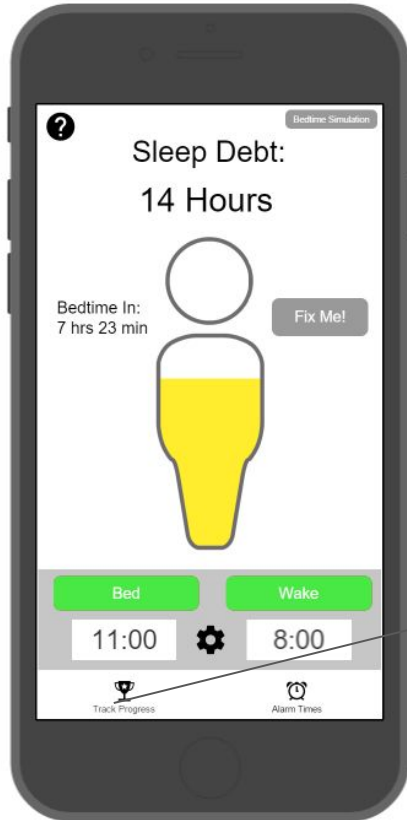 Bedtime Simulation
Sleep Debt:
14 Hours
Bedtime In:
7 hrs 23 min
Fix Me!
Bed
Wake
11:00
8:00
Track Progress
Alarm Times